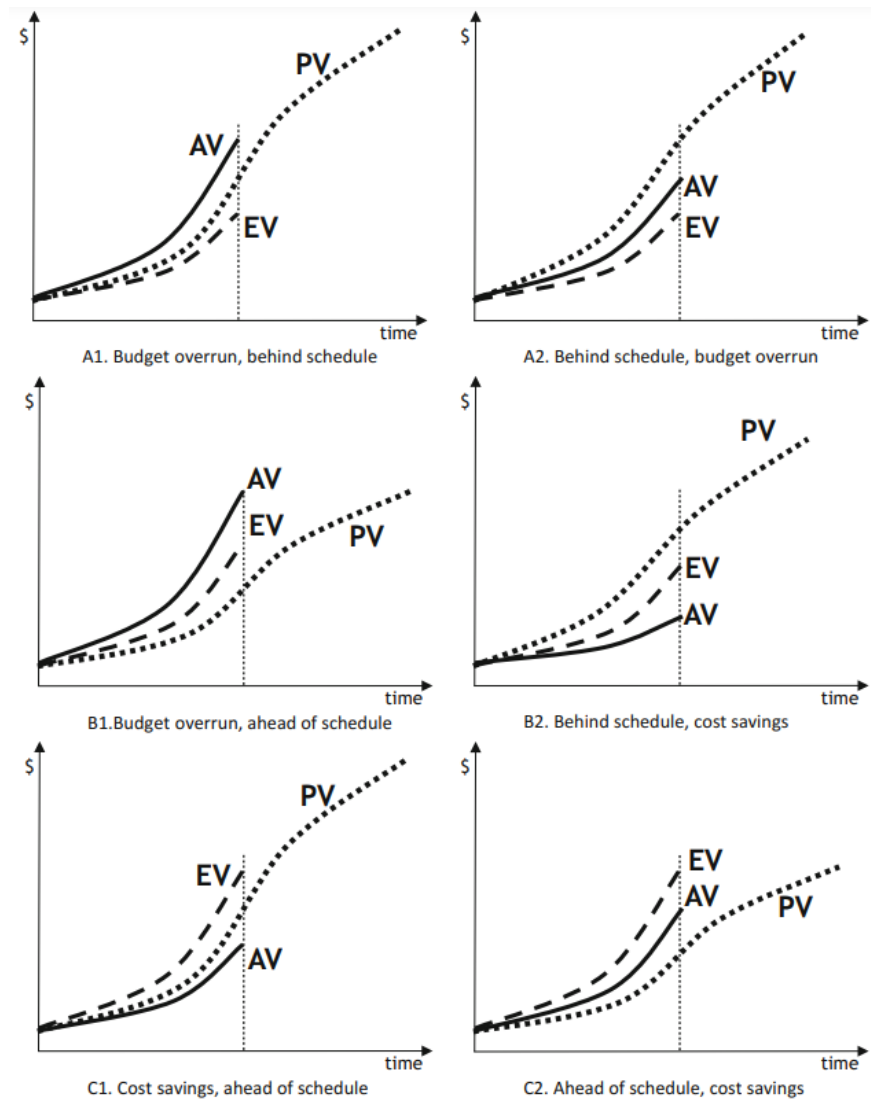 $
PV
AV
EV
time
A1. Budget overrun, behind schedule
$
PV
AV
EV
time
A2. Behind schedule, budget overrun
$
AV
EV
PV
time
B1.Budget overrun, ahead of schedule
$
PV
EV
AV
time
B2. Behind schedule, cost savings
$
PV
EV
AV
time
C1. Cost savings, ahead of schedule
$
EV
AV
PV
time
C2. Ahead of schedule, cost savings